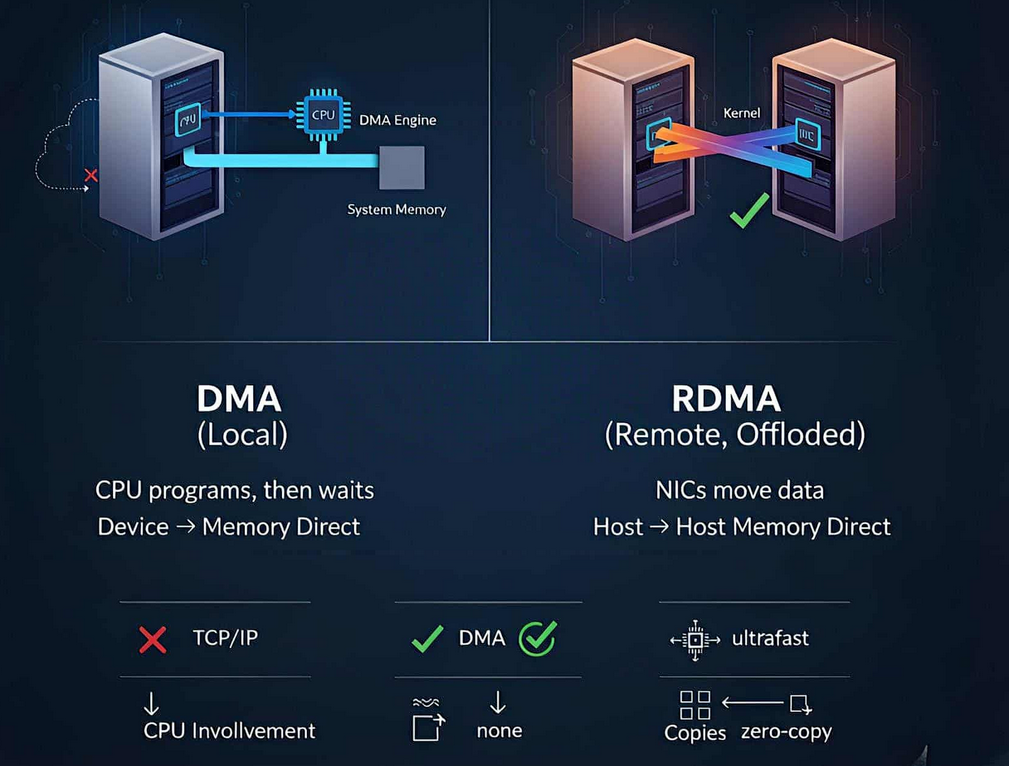 CPU
CPU
DMA Engine
System Memory
Kernel
DMA
(Local)
CPU programs, then waits
Device → Memory Direct
RDMA
(Remote, Offloded)
NICs move data
Host → Host Memory Direct
TCP/IP
DMA
ultrafast
CPU Invollvement
none
Copies zero-copy